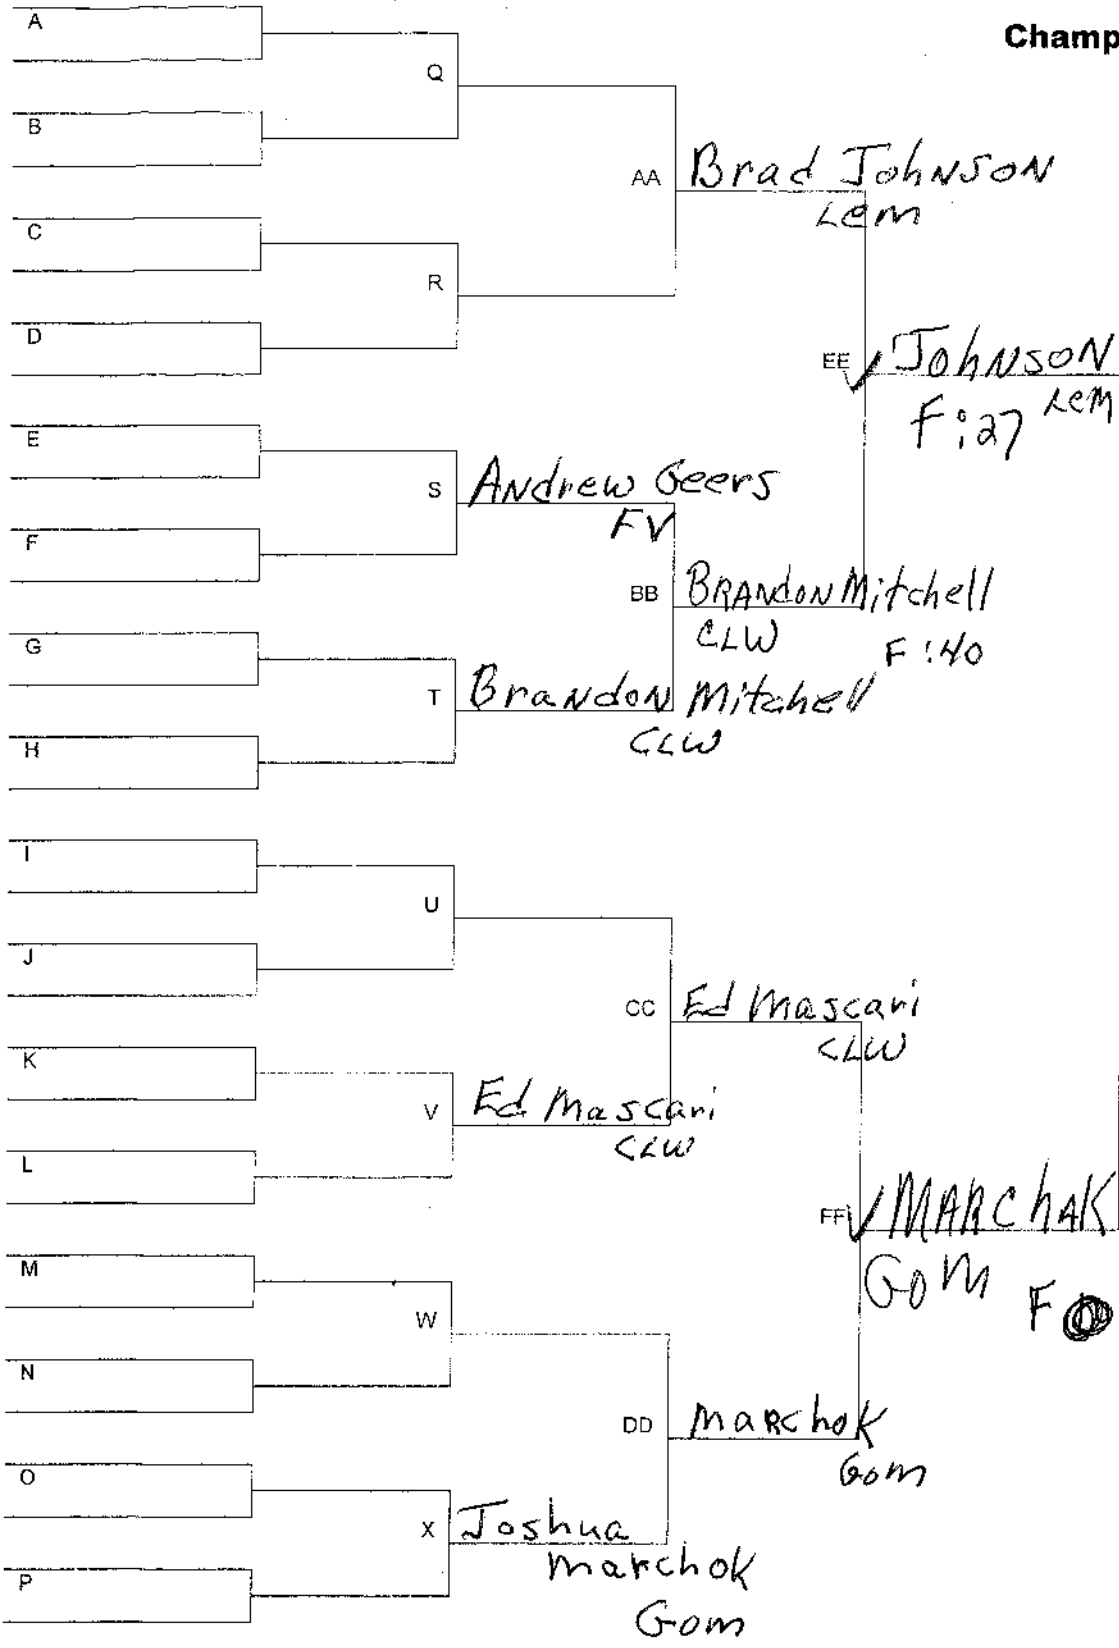 A
Champ
Q
B
AA Brad Johnson
Lem
C
R
D
EE ✓ Johnson
F :27 Lem
E
S Andrew Geers
FV
F
BB Brandon Mitchell
CLW
F :40
G
T Brandon Mitchell
CLW
H
I
U
J
CC Ed Mascari
CLW
K
V Ed Mascari
CLW
L
FF ✓ Marchak
Gom F
M
W
N
DD Marchok
Gom
O
X Joshua
Marchok
Gom
P